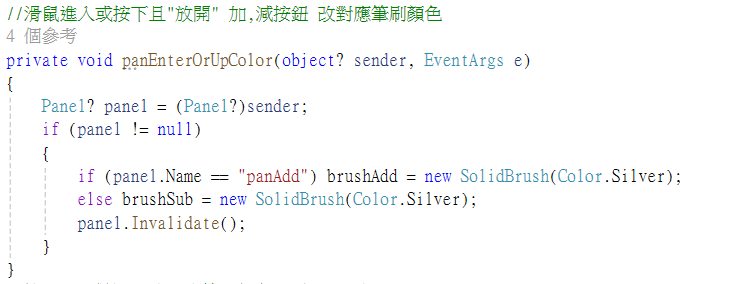 //滑鼠進入或按下且"放開" 加,減按鈕 改對應筆刷顏色
4 個參考
private void panEnterOrUpColor(object? sender, EventArgs e)
{
Panel? panel = (Panel?)sender;
if (panel != null)
{
if (panel.Name == "panAdd") brushAdd = new SolidBrush(Color.Silver);
else brushSub = new SolidBrush(Color.Silver);
panel.Invalidate();
}
}